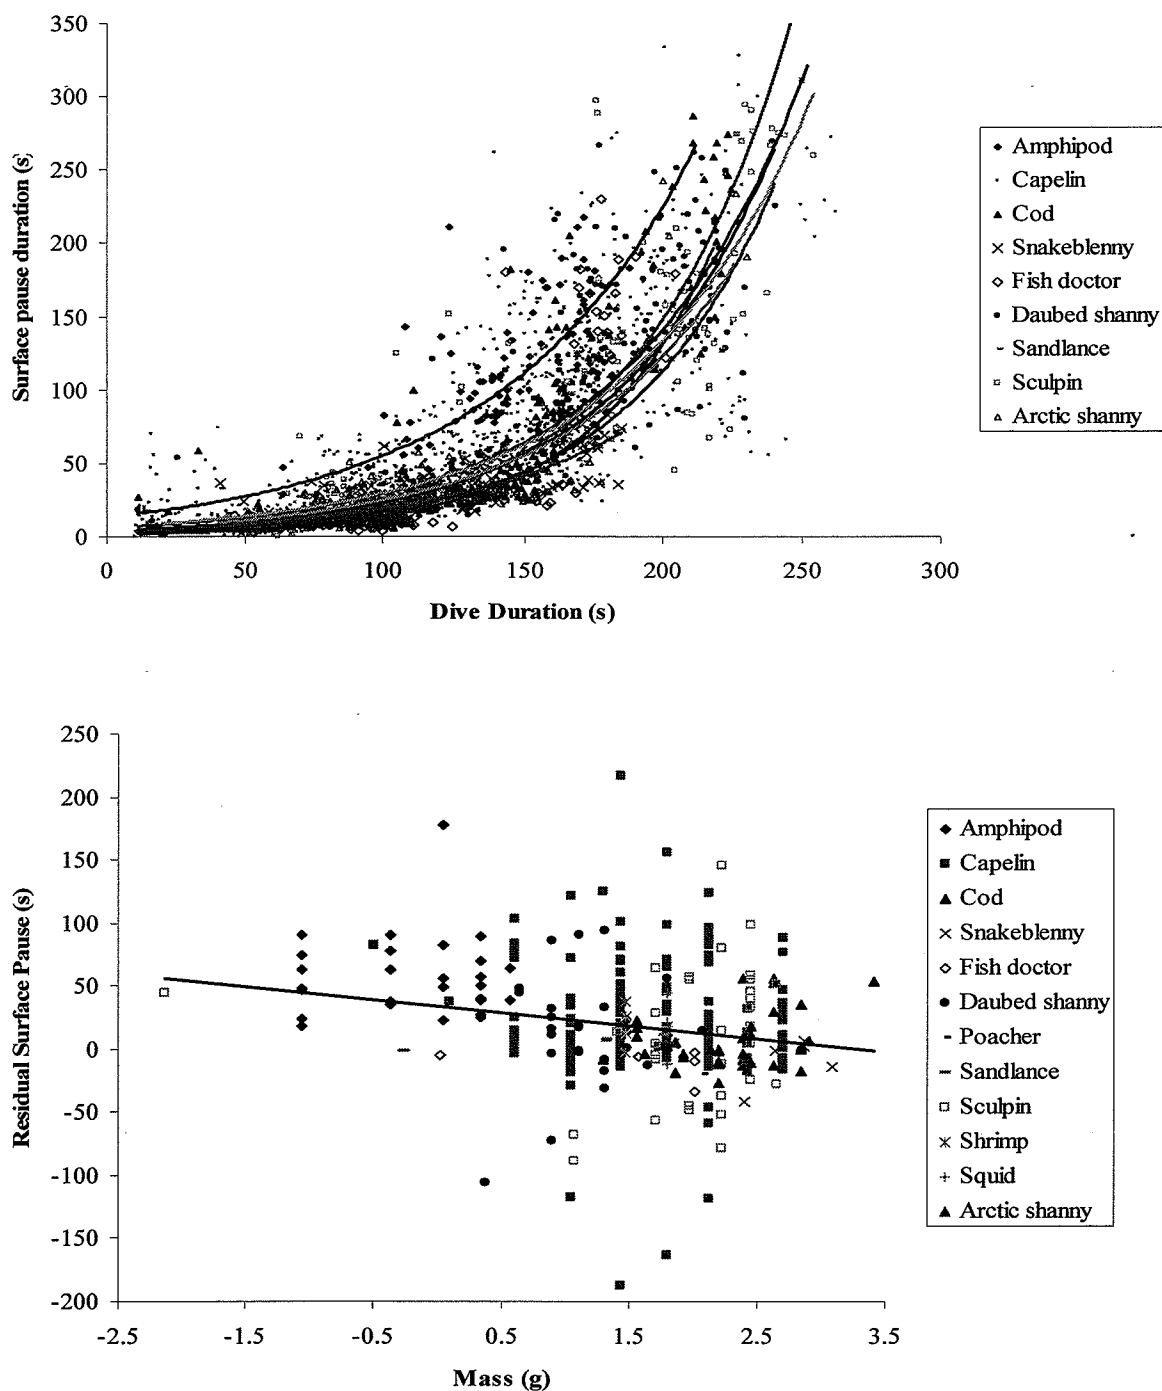 350
300
250
200
150
100
50
0
0 50 100 150 200 250 300
Surface pause duration (s)
Dive Duration (s)
Amphipod
Capelin
Cod
Snakeblenny
Fish doctor
Daubed shanny
Sandlance
Sculpin
Arctic shanny
250
200
150
100
50
0
-50
-100
-150
-200
-2.5 -1.5 -0.5 0.5 1.5 2.5 3.5
Residual Surface Pause (s)
Mass (g)
Amphipod
Capelin
Cod
Snakeblenny
Fish doctor
Daubed shanny
Poacher
Sandlance
Sculpin
Shrimp
Squid
Arctic shanny